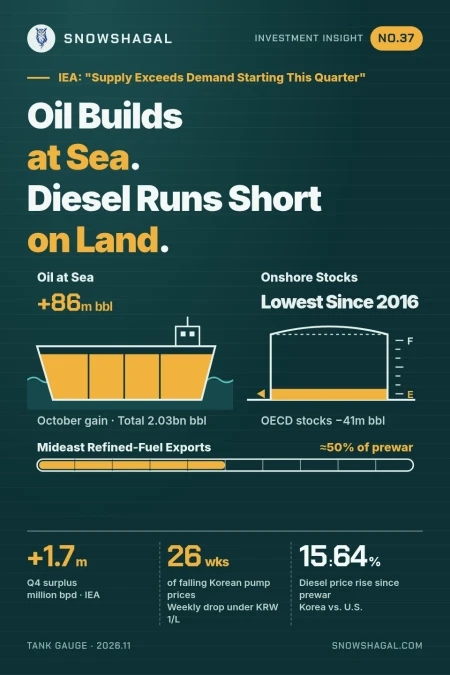 SNOWSHAGAL
INVESTMENT INSIGHT
NO.37
IEA: "Supply Exceeds Demand Starting This Quarter"
Oil Builds
at Sea.
Diesel Runs Short
on Land.
Oil at Sea
+86m bbl
October gain · Total 2.03bn bbl
Onshore Stocks
Lowest Since 2016
F
E
OECD stocks −41m bbl
Mideast Refined-Fuel Exports
≈50% of prewar
+1.7m
Q4 surplus
million bpd · IEA
26 wks
of falling Korean pump
prices
Weekly drop under KRW
1/L
15:64%
Diesel price rise since
prewar
Korea vs. U.S.
TANK GAUGE · 2026.11
SNOWSHAGAL.COM